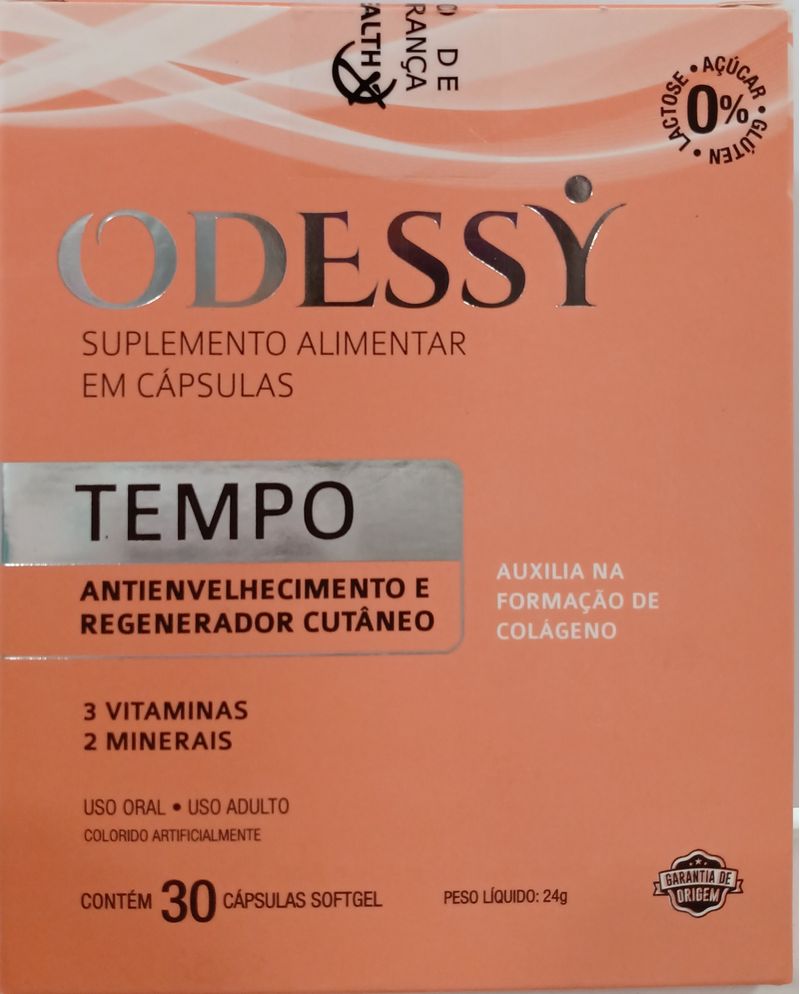 O DE
RANÇA
LACTOSE • AÇÚCAR • GLÚTEN •
0%
ODESSY
SUPLEMENTO ALIMENTAR
EM CÁPSULAS
TEMPO
ANTIENVELHECIMENTO E
REGENERADOR CUTÂNEO
AUXILIA NA
FORMAÇÃO DE
COLÁGENO
3 VITAMINAS
2 MINERAIS
USO ORAL • USO ADULTO
COLORIDO ARTIFICIALMENTE
CONTÉM 30 CÁPSULAS SOFTGEL
PESO LÍQUIDO: 24g
GARANTIA DE
ORIGEM